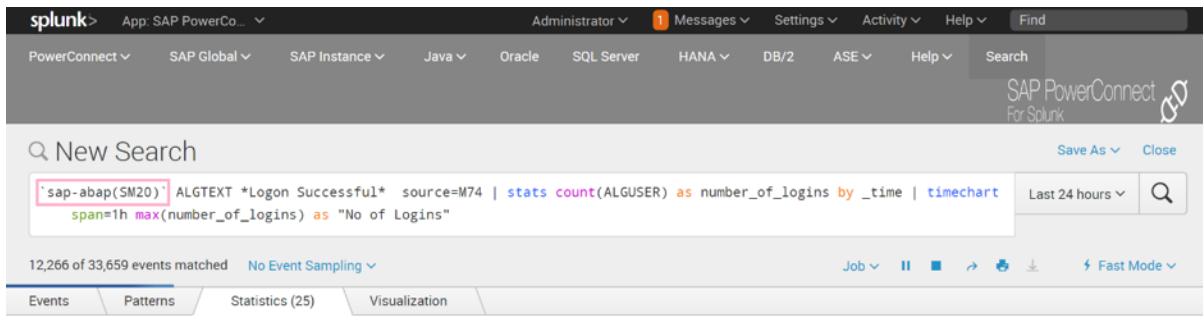 splunk> App: SAP PowerCo... Administrator 1 Messages Settings Activity Help Find
PowerConnect SAP Global SAP Instance Java Oracle SQL Server HANA DB/2 ASE Help Search
SAP PowerConnect
For Splunk
New Search Save As Close
`sap-abap(SM20)` ALGTEXT *Logon Successful* source=M74 | stats count(ALGUSER) as number_of_logins by _time | timechart Last 24 hours
span=1h max(number_of_logins) as "No of Logins"
12,266 of 33,659 events matched No Event Sampling Job Fast Mode
Events Patterns Statistics (25) Visualization